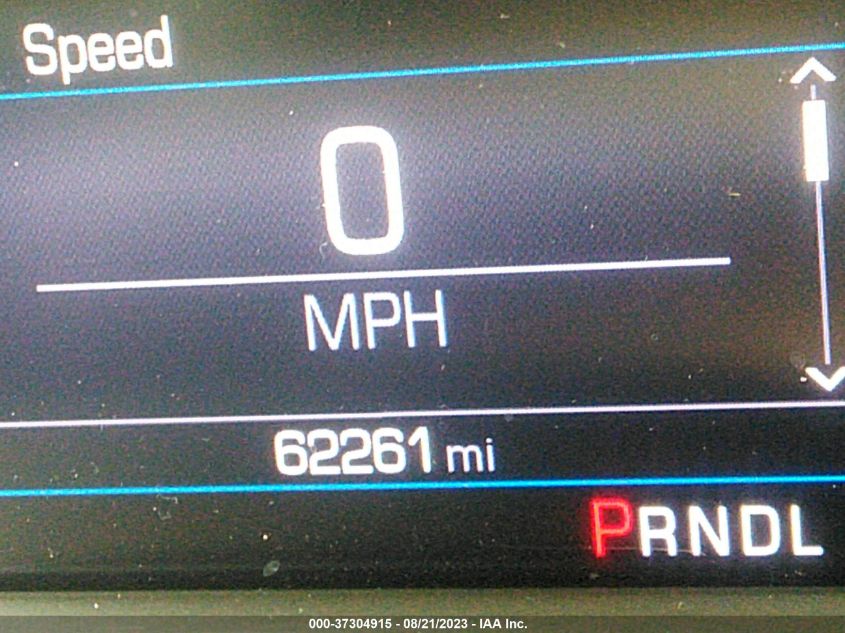 Speed
0
MPH
62261 mi
PRNDL
000-37304915 - 08/21/2023 - IAA Inc.